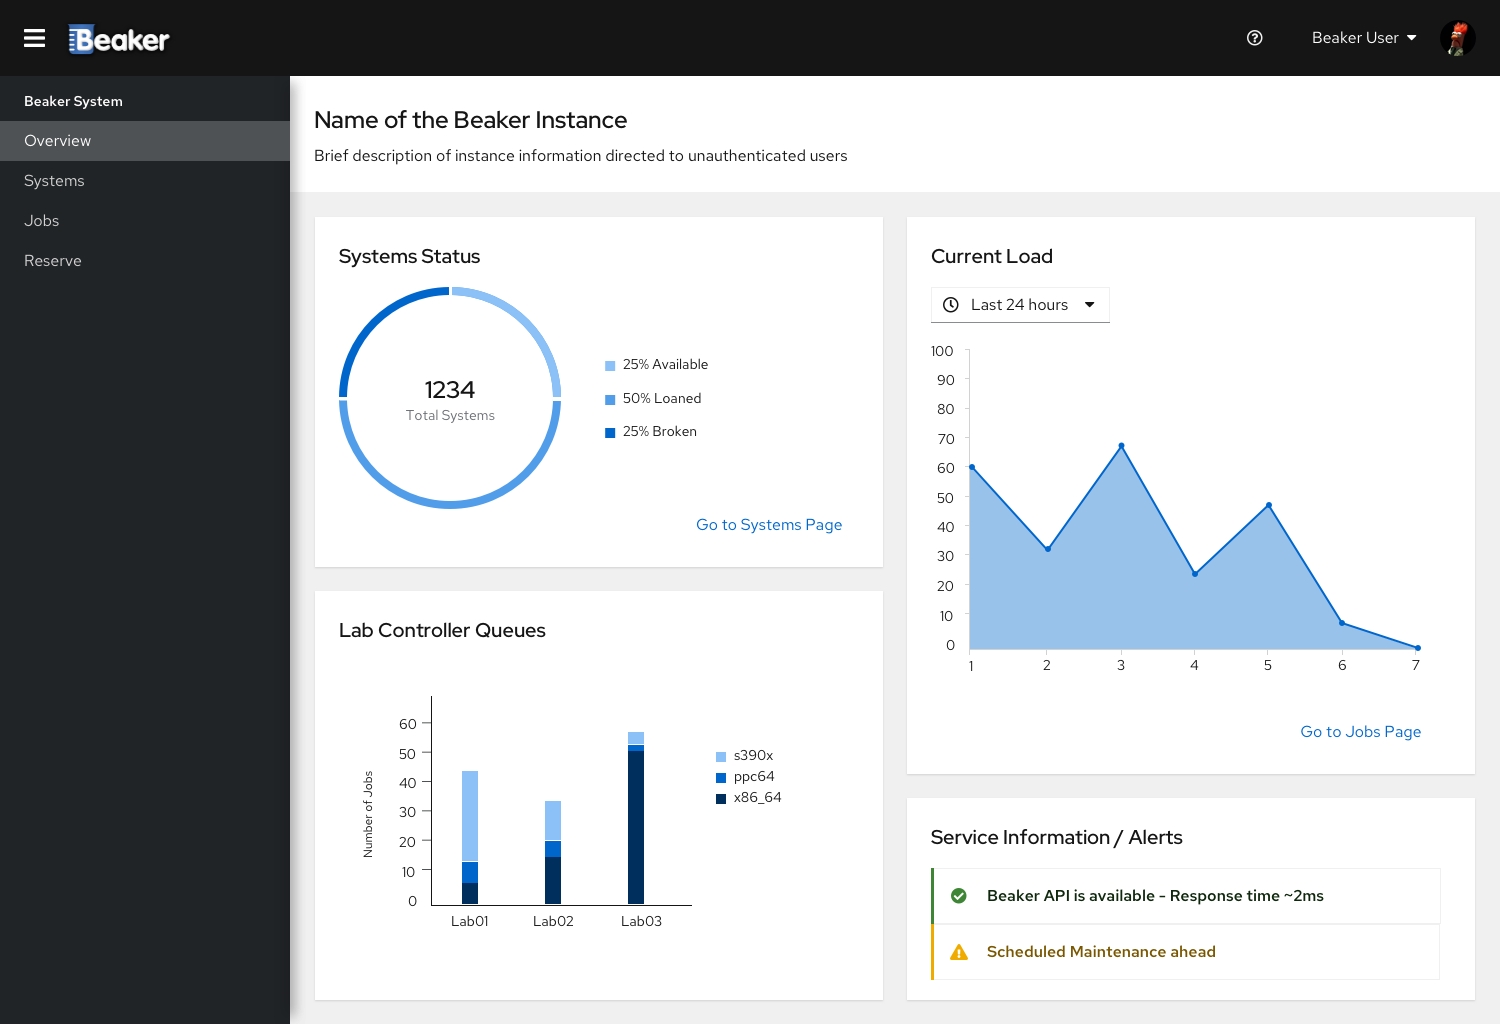 Beaker
Beaker User
Beaker System
Overview
Systems
Jobs
Reserve
Name of the Beaker Instance
Brief description of instance information directed to unauthenticated users
Systems Status
1234
Total Systems
25% Available
50% Loaned
25% Broken
Go to Systems Page
Current Load
Last 24 hours
100
90
80
70
60
50
40
30
20
10
0
1 2 3 4 5 6 7
Go to Jobs Page
Lab Controller Queues
Number of Jobs
60
50
40
30
20
10
0
Lab01 Lab02 Lab03
s390x
ppc64
x86_64
Service Information / Alerts
Beaker API is available - Response time ~2ms
Scheduled Maintenance ahead